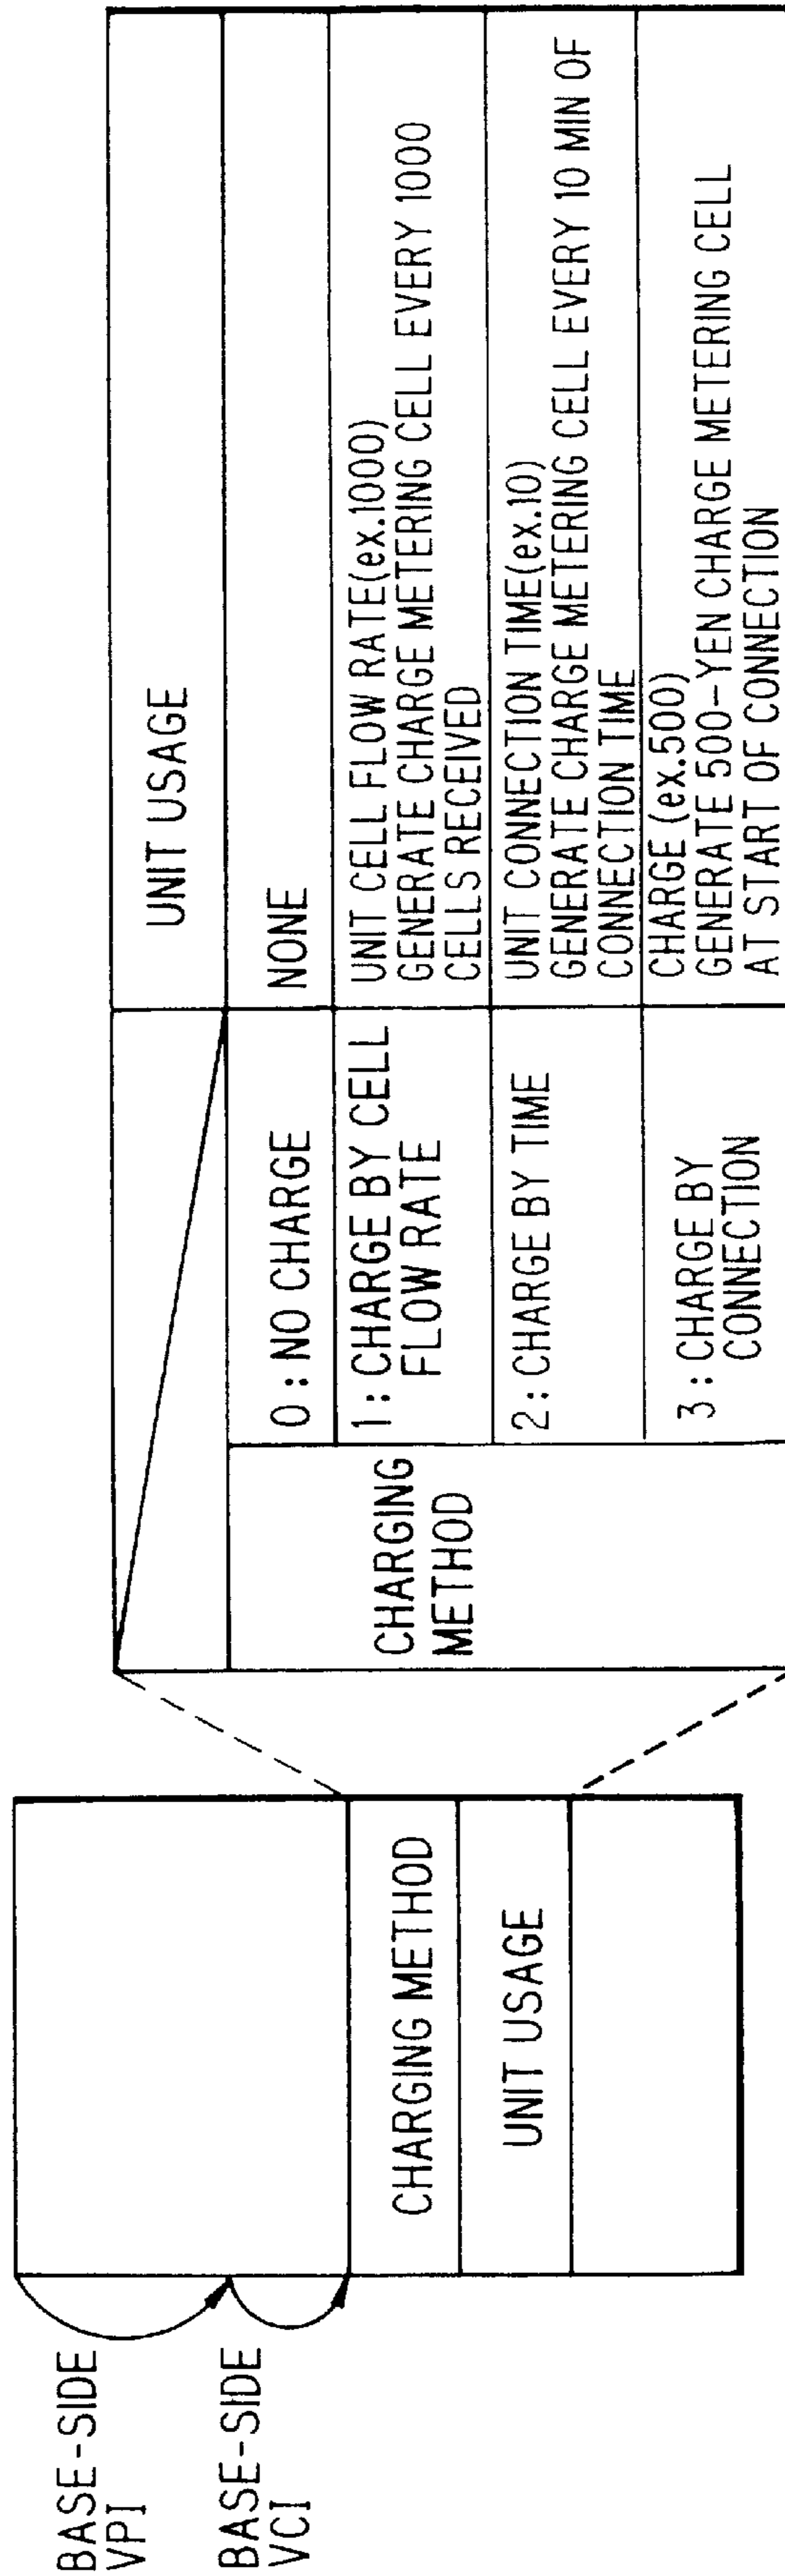 BASE-SIDE
VPI
BASE-SIDE
VCI
CHARGING METHOD
UNIT USAGE
UNIT USAGE
CHARGING
METHOD
0: NO CHARGE
NONE
1: CHARGE BY CELL
FLOW RATE
UNIT CELL FLOW RATE(ex.1000)
GENERATE CHARGE METERING CELL EVERY 1000
CELLS RECEIVED
2: CHARGE BY TIME
UNIT CONNECTION TIME(ex.10)
GENERATE CHARGE METERING CELL EVERY 10 MIN OF
CONNECTION TIME
3: CHARGE BY
CONNECTION
CHARGE (ex.500)
GENERATE 500-YEN CHARGE METERING CELL
AT START OF CONNECTION